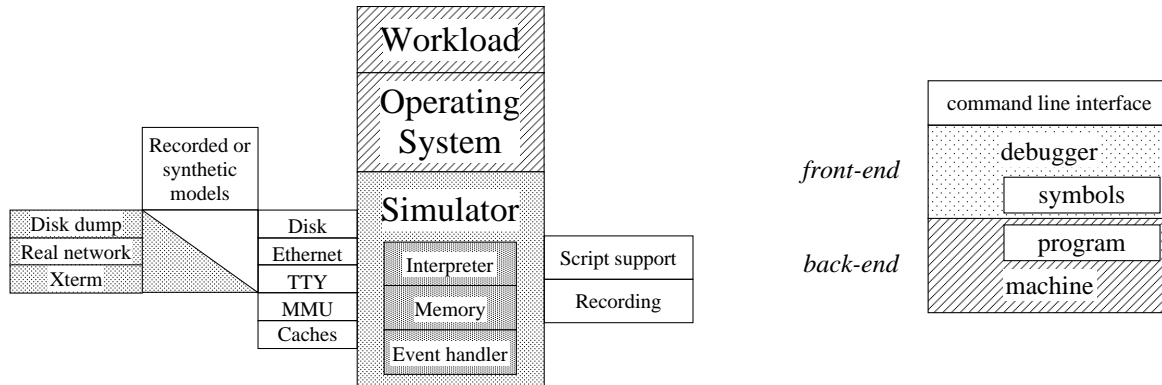 Workload
Operating
System
Recorded or
synthetic
models
Simulator
Disk dump
Real network
Xterm
Disk
Ethernet
TTY
MMU
Caches
Interpreter
Memory
Event handler
Script support
Recording
command line interface
front-end
debugger
symbols
back-end
program
machine